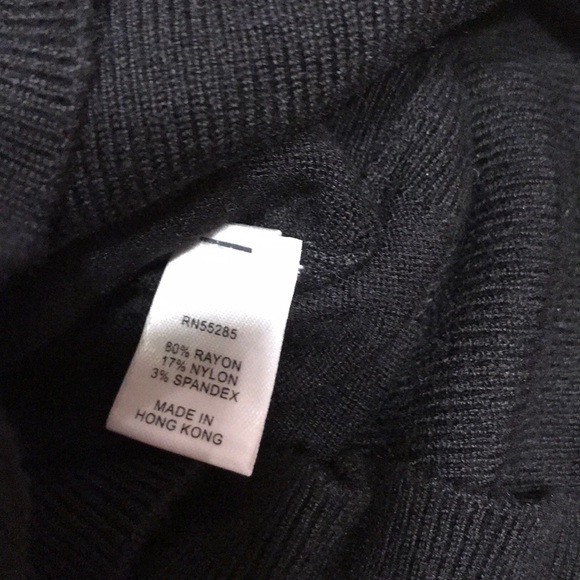 RN55285
80% RAYON
17% NYLON
3% SPANDEX
MADE IN
HONG KONG